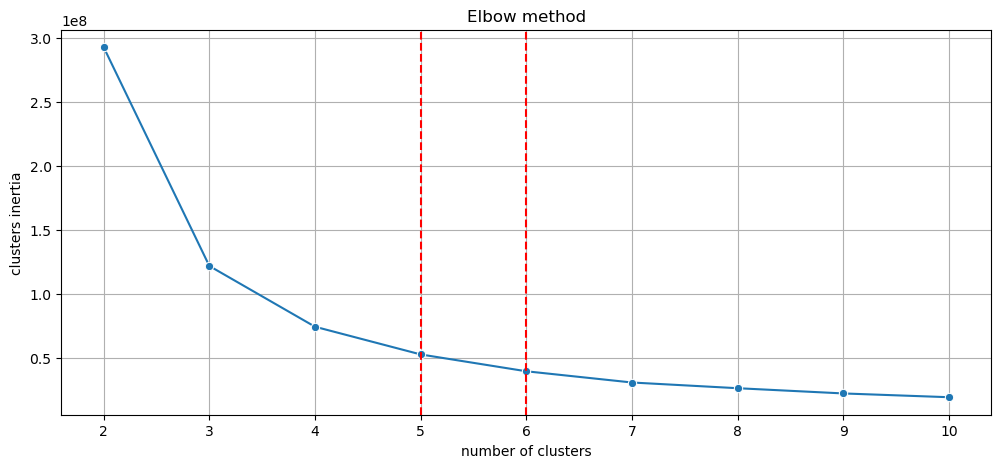 Elbow method
1e8
3.0
2.5
2.0
1.5
1.0
0.5
clusters inertia
2 3 4 5 6 7 8 9 10
number of clusters